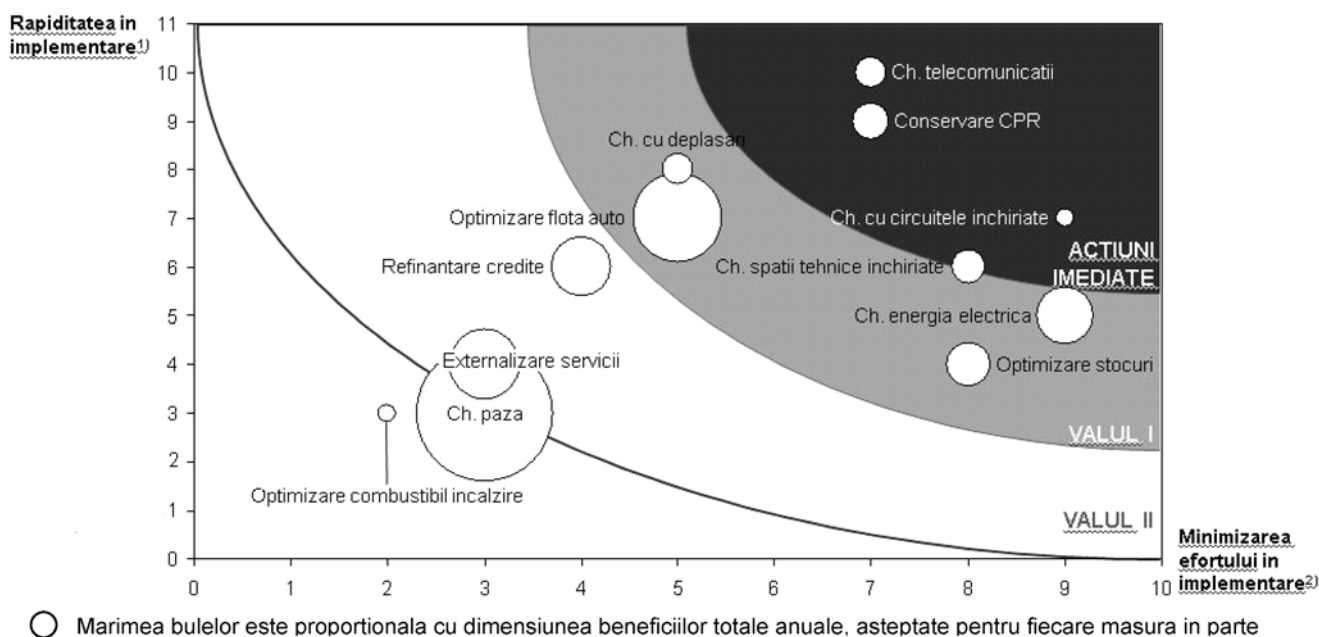 Rapiditatea in
implementare1)
11
10
9
8
7
6
5
4
3
2
1
0
Ch. telecomunicatii
Conservare CPR
Ch. cu deplasari
Optimizare flota auto
Ch. cu circuitele inchiriate
ACTIUNI
IMEDIATE
Refinantare credite
Ch. spatii tehnice inchiriate
Ch. energia electrica
Externalizare servicii
Optimizare stocuri
Ch. paza
VALUL I
Optimizare combustibil incalzire
VALUL II
0 1 2 3 4 5 6 7 8 9 10
Minimizarea
efortului in
implementare2)
Marimea bulelor este proportionala cu dimensiunea beneficiilor totale anuale, asteptate pentru fiecare masura in parte